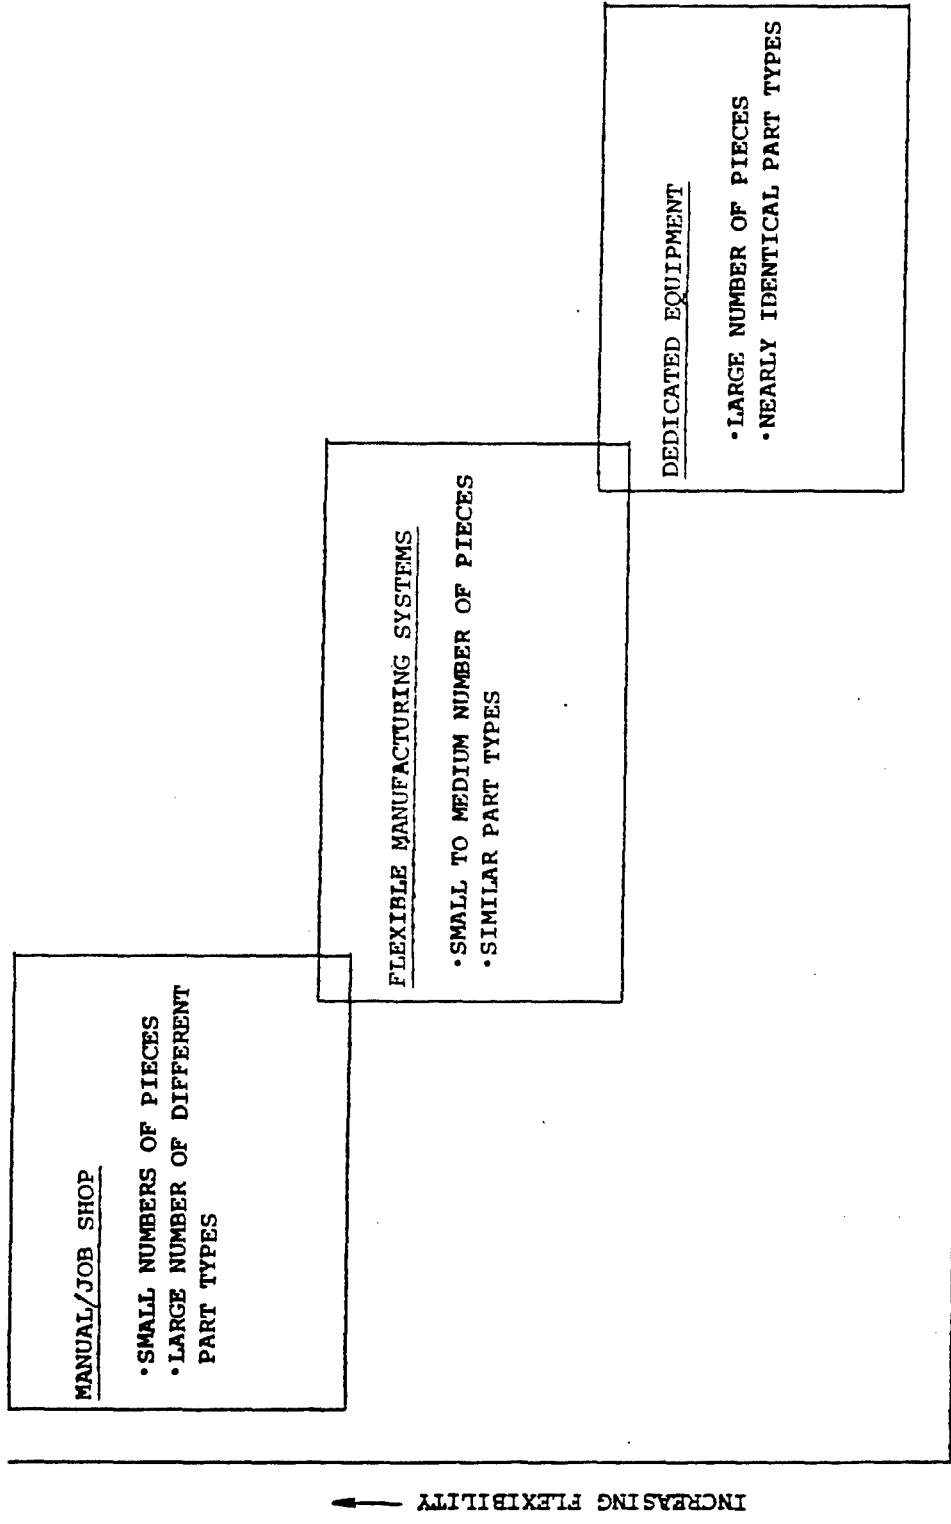 MANUAL/JOB SHOP
•SMALL NUMBERS OF PIECES
•LARGE NUMBER OF DIFFERENT
PART TYPES
FLEXIBLE MANUFACTURING SYSTEMS
•SMALL TO MEDIUM NUMBER OF PIECES
•SIMILAR PART TYPES
DEDICATED EQUIPMENT
•LARGE NUMBER OF PIECES
•NEARLY IDENTICAL PART TYPES
INCREASING FLEXIBILITY